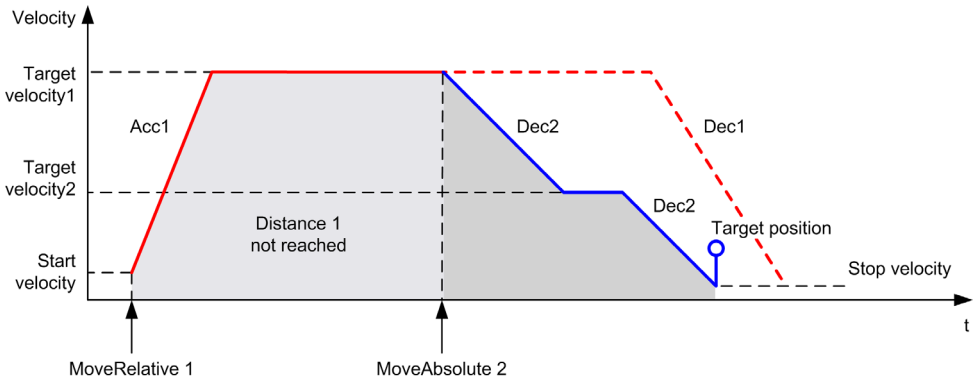 Velocity
Target
velocity1
Acc1
Dec2
Dec1
Target
velocity2
Dec2
Distance 1
not reached
Target position
Start
velocity
Stop velocity
t
MoveRelative 1
MoveAbsolute 2